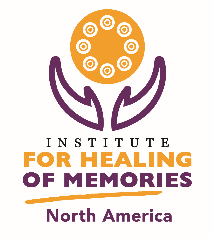 INSTITUTE
FOR HEALING
OF MEMORIES
North America